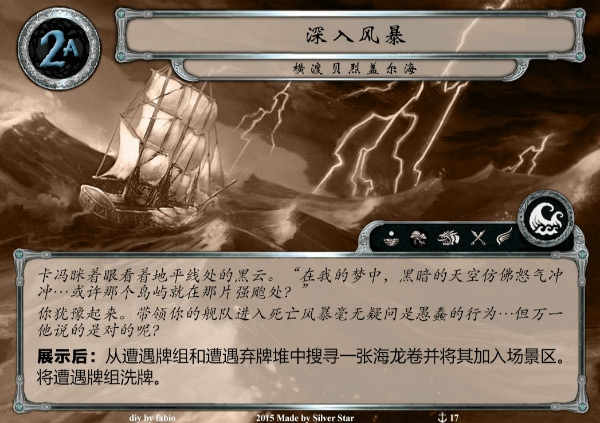 2A
深入风暴
横渡贝烈盖尔海
卡冯眯着眼看着地平线处的黑云。“在我的梦中，黑暗的天空仿佛怒气冲
冲…或许那个岛屿就在那片强飑处？”
你犹豫起来。带领你的舰队进入死亡风暴毫无疑问是愚蠢的行为…但万一
他说的是对的呢？
展示后：从遭遇牌组和遭遇弃牌堆中搜寻一张海龙卷并将其加入场景区。
将遭遇牌组洗牌。
diy by fabio 2015 Made by Silver Star 17